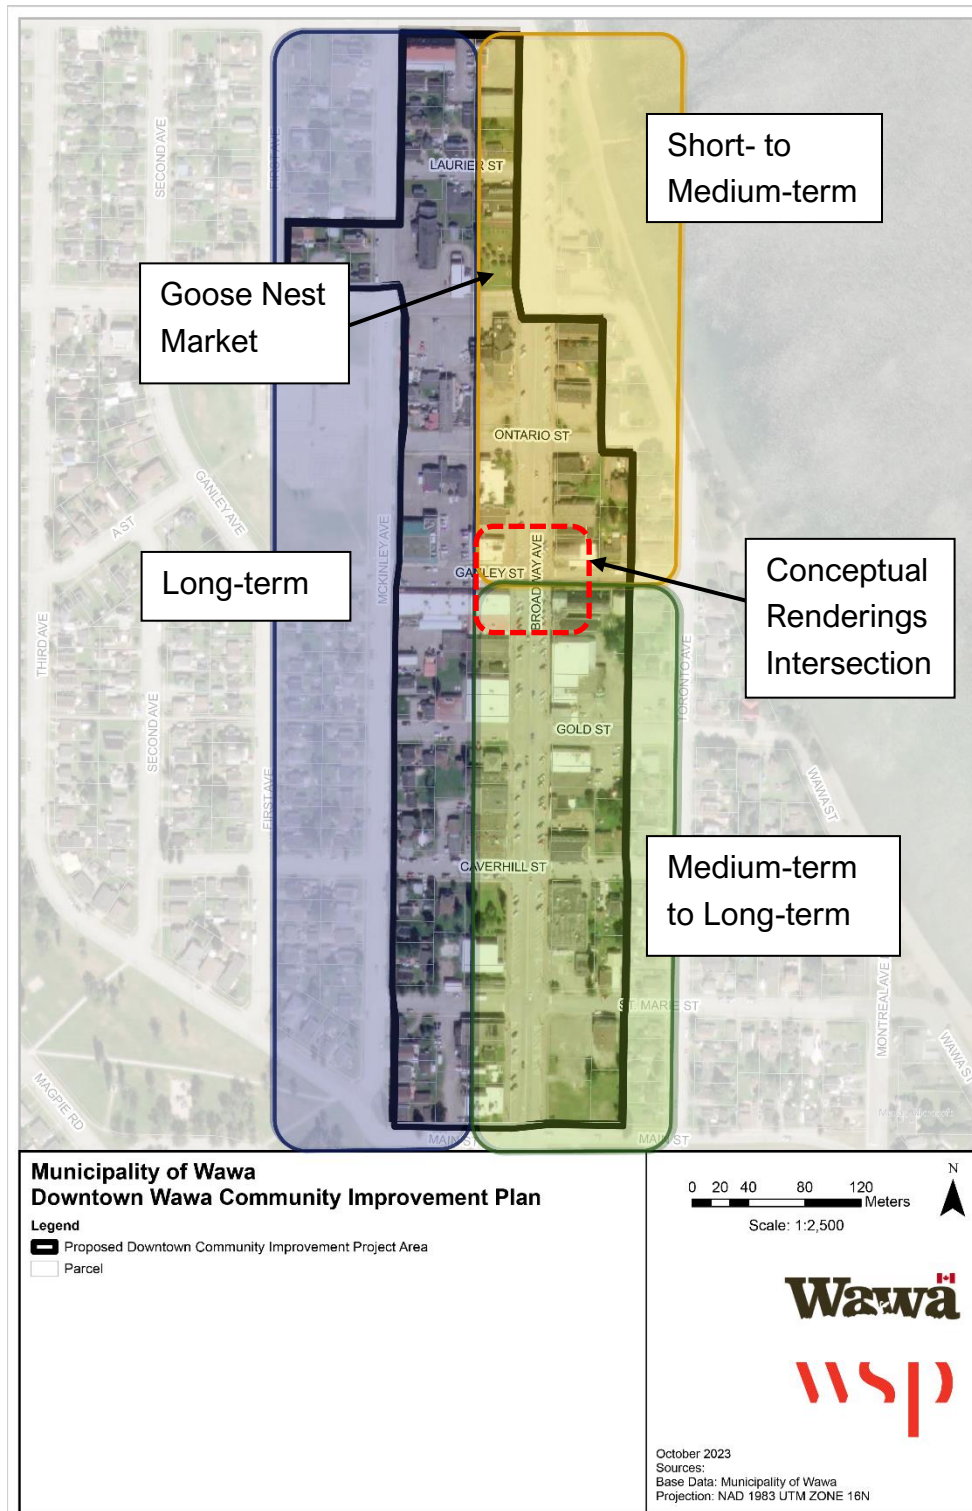 SECOND AVE
FIRST AVE
LAURIER ST
Short- to
Medium-term
Goose Nest
Market
ONTARIO ST
GANLEY AVE
A ST
MCKINLEY AVE
Long-term
GANLEY ST
BROADWAY AVE
Conceptual
Renderings
Intersection
THIRD AVE
SECOND AVE
FIRST AVE
TORONTO AVE
GOLD ST
WAWA ST
CAVERHILL ST
Medium-term
to Long-term
ST. MARIE ST
MONTREAL AVE
WAWA ST
MAGPIE RD
MAIN ST
MAIN ST
Municipality of Wawa
Downtown Wawa Community Improvement Plan
Legend
Proposed Downtown Community Improvement Project Area
Parcel
N
0 20 40 80 120
Meters
Scale: 1:2,500
Wawa
wsp
October 2023
Sources:
Base Data: Municipality of Wawa
Projection: NAD 1983 UTM ZONE 16N